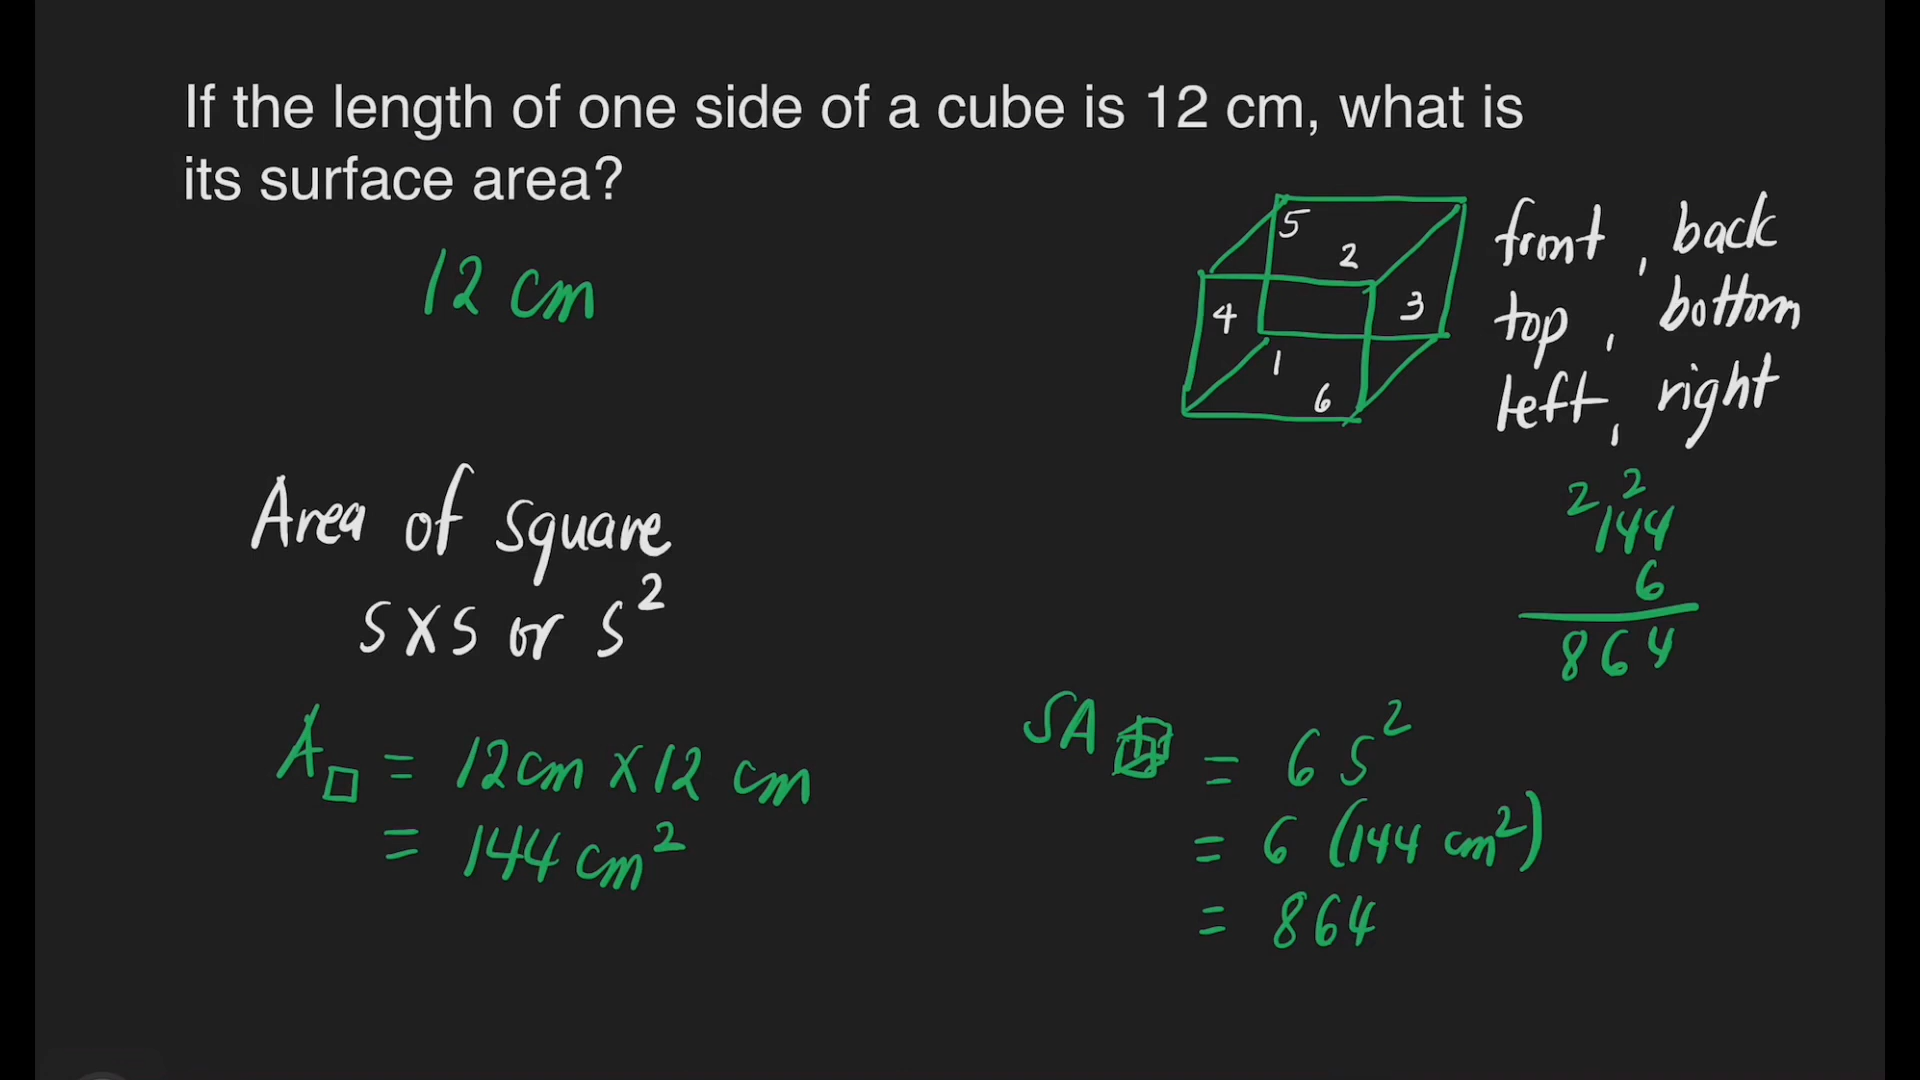 If the length of one side of a cube is 12 cm, what is
its surface area?
12 cm
5
2
4
3
1
6
front, back
top, bottom
left, right
Area of square
s x s or s²
A□ = 12cm x 12 cm
= 144 cm²
2 2
144
6
864
SA = 6 s²
= 6 (144 cm²)
= 864